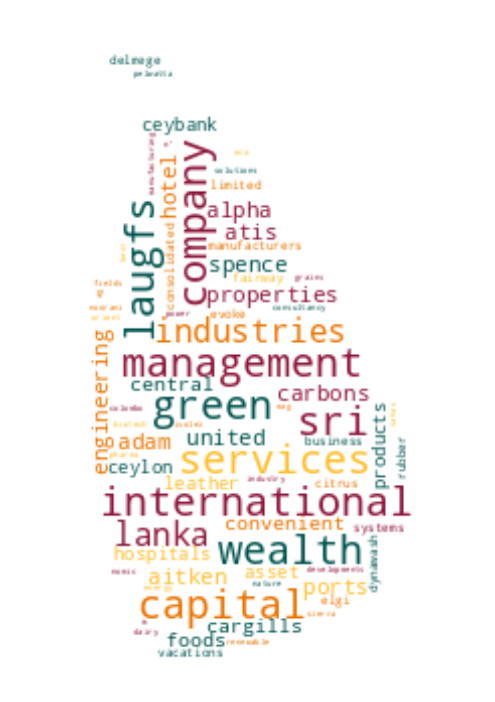 delmege
pelwatta
ceybank
manufacturing
solutions
hotel
company
limited
laugfs
alpha
atis
consolidated
manufacturers
spence
fairway
grains
fields
properties
consultancy
power
evoke
industries
engineering
management
central
carbons
green
colombo
sri
products
adam
united
business
rubber
services
ceylon
pharma
leather
industry
citrus
international
convenient
systems
lanka
wealth
hospitals
dynawash
aitken
asset
developments
nature
energy
ports
capital
elgi
sierra
cargills
dairy
foods
renewable
vacations